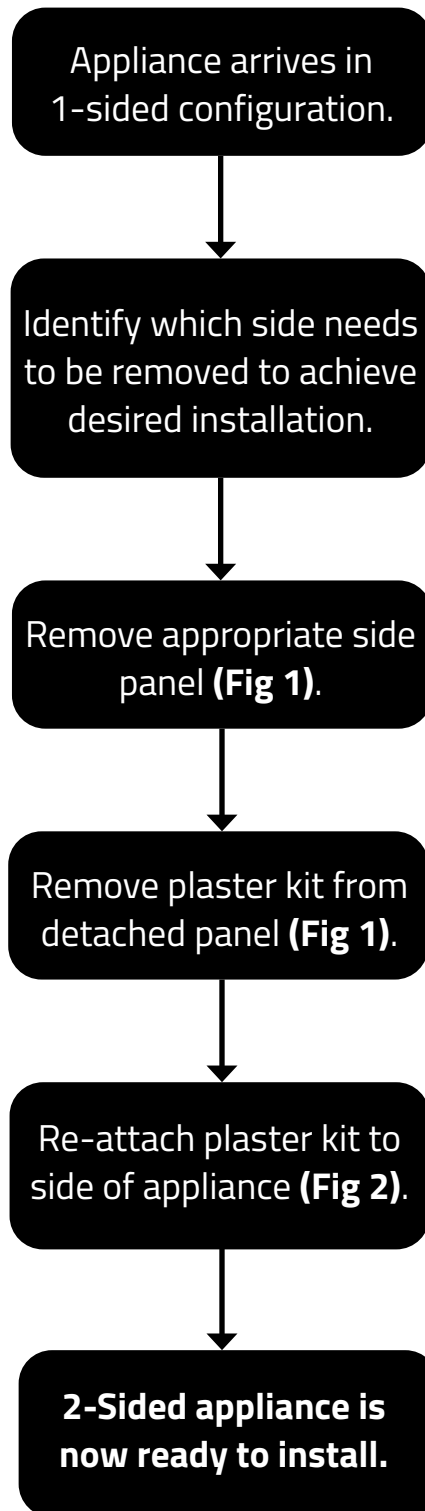 Appliance arrives in
1-sided configuration.
Identify which side needs
to be removed to achieve
desired installation.
Remove appropriate side
panel (Fig 1).
Remove plaster kit from
detached panel (Fig 1).
Re-attach plaster kit to
side of appliance (Fig 2).
2-Sided appliance is
now ready to install.